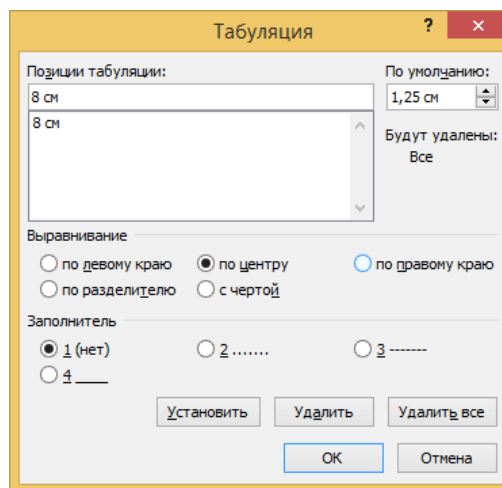 Табуляция
Позиции табуляции:
По умолчанию:
8 см
1,25 см
8 см
Будут удалены:
Все
Выравнивание
по левому краю
по центру
по правому краю
по разделителю
с чертой
Заполнитель
1 (нет)
2 .......
3 -------
4 ____
Установить
Удалить
Удалить все
ОК
Отмена